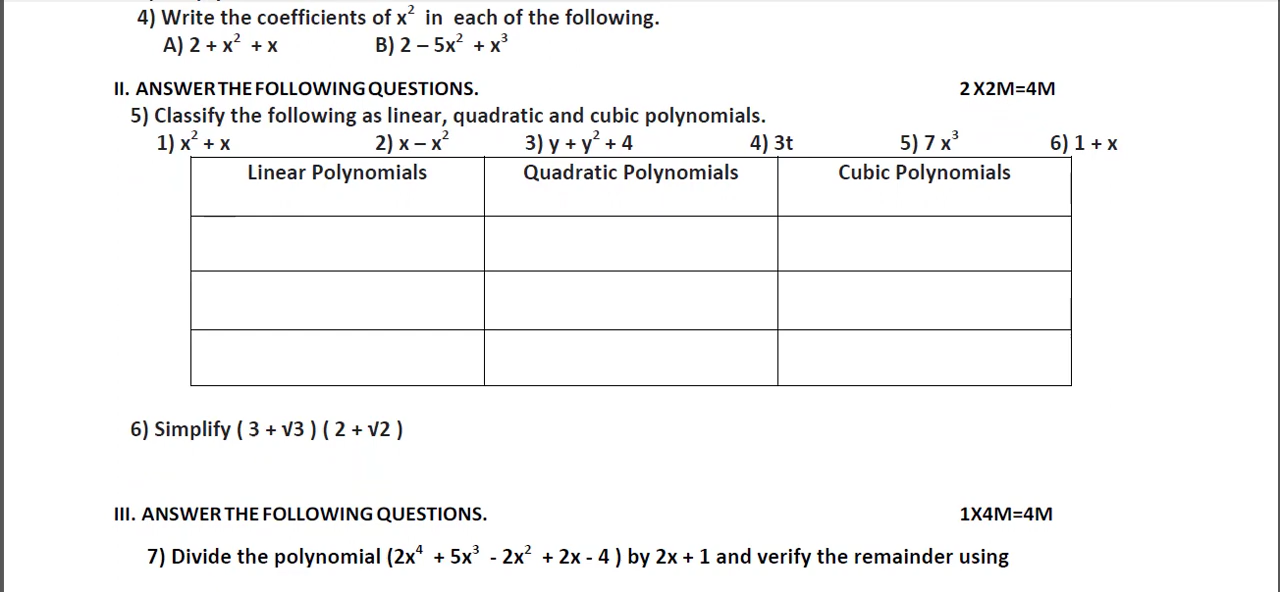 4) Write the coefficients of x² in each of the following.
A) 2 + x² + x B) 2 – 5x² + x³
II. ANSWER THE FOLLOWING QUESTIONS. 2X2M=4M
5) Classify the following as linear, quadratic and cubic polynomials.
1) x² + x 2) x – x² 3) y + y² + 4 4) 3t 5) 7 x³ 6) 1 + x
Linear Polynomials Quadratic Polynomials Cubic Polynomials
6) Simplify ( 3 + √3 ) ( 2 + √2 )
III. ANSWER THE FOLLOWING QUESTIONS. 1X4M=4M
7) Divide the polynomial (2x⁴ + 5x³ - 2x² + 2x - 4 ) by 2x + 1 and verify the remainder using